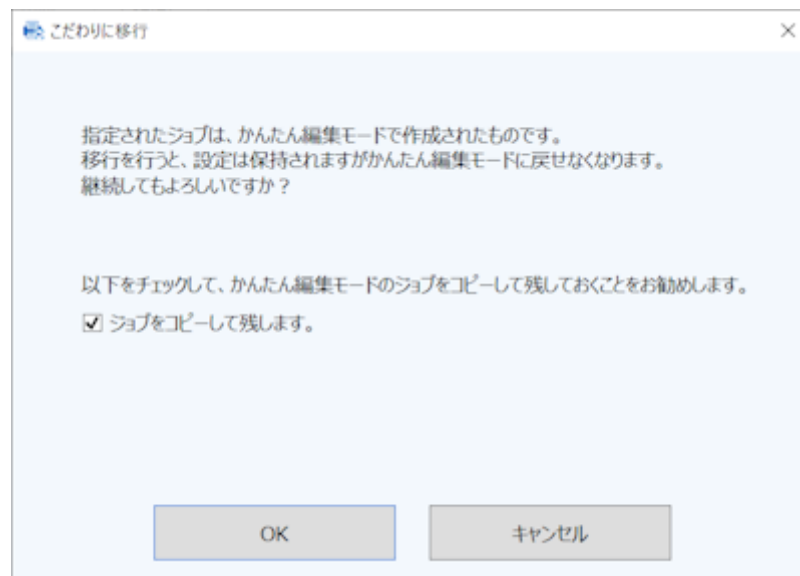 こだわりに移行
指定されたジョブは、かんたん編集モードで作成されたものです。
移行を行うと、設定は保持されますがかんたん編集モードに戻せなくなります。
継続してもよろしいですか？
以下をチェックして、かんたん編集モードのジョブをコピーして残しておくことをお勧めします。
ジョブをコピーして残します。
OK
キャンセル